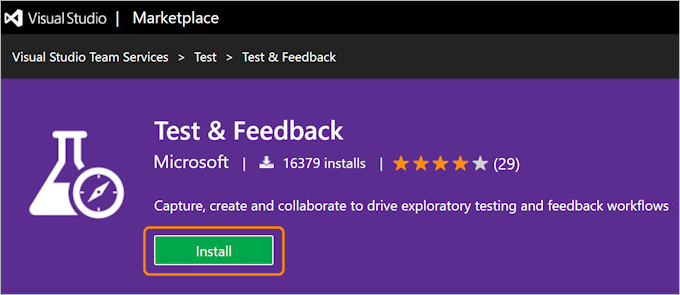 Visual Studio | Marketplace
Visual Studio Team Services > Test > Test & Feedback
Test & Feedback
Microsoft | 16379 installs | (29)
Capture, create and collaborate to drive exploratory testing and feedback workflows
Install